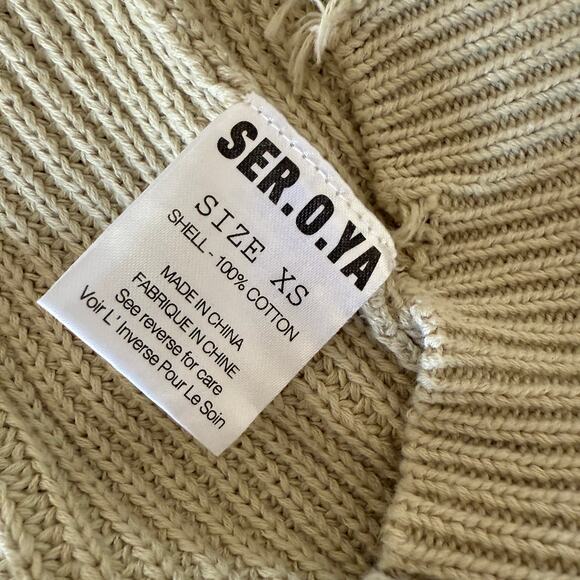 SER.O.YA
SIZE XS
SHELL - 100% COTTON
MADE IN CHINA
FABRIQUE IN CHINE
See reverse for care
Voir L' Inverse Pour Le Soin